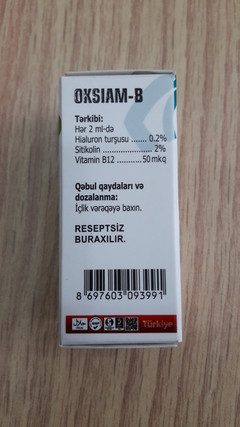 OKSIAM-B
Tərkibi:
Hər 2 ml-də
Hialuron turşusu ....... 0.2%
Sitikolin ...................... 2%
Vitamin B12 ........... 50 mkq
Qəbul qaydaları və
dozalanma:
İçlik vərəqəyə baxın.
RESEPTSİZ
BURAXILIR.
8 697603 093991
Türkiye